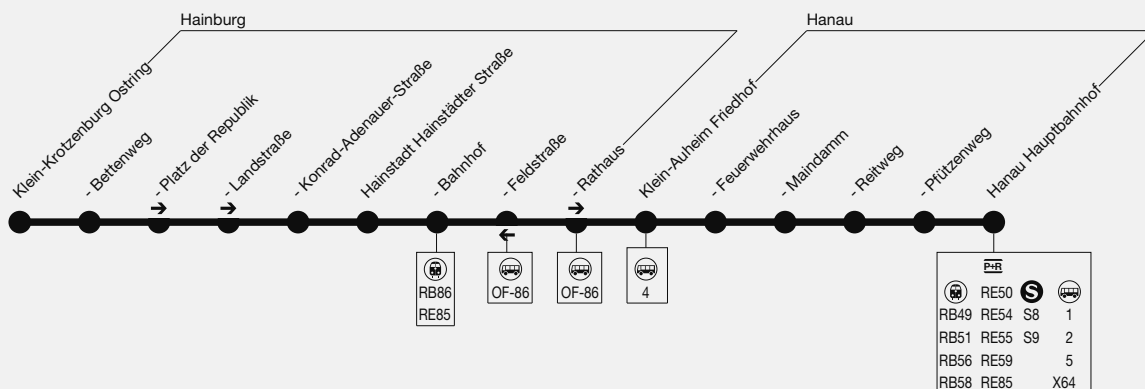 Hainburg
Hanau
Klein-Krotzenburg Ostring
- Bettenweg
- Platz der Republik
- Landstraße
- Konrad-Adenauer-Straße
Hainstadt Hainstädter Straße
- Bahnhof
- Feldstraße
- Rathaus
Klein-Auheim Friedhof
- Feuerwehrhaus
- Maindamm
- Reitweg
- Pfützenweg
Hanau Hauptbahnhof
RB86
RE85
OF-86
OF-86
4
P+R
RE50 S
RB49 RE54 S8 1
RB51 RE55 S9 2
RB56 RE59 5
RB58 RE85 X64